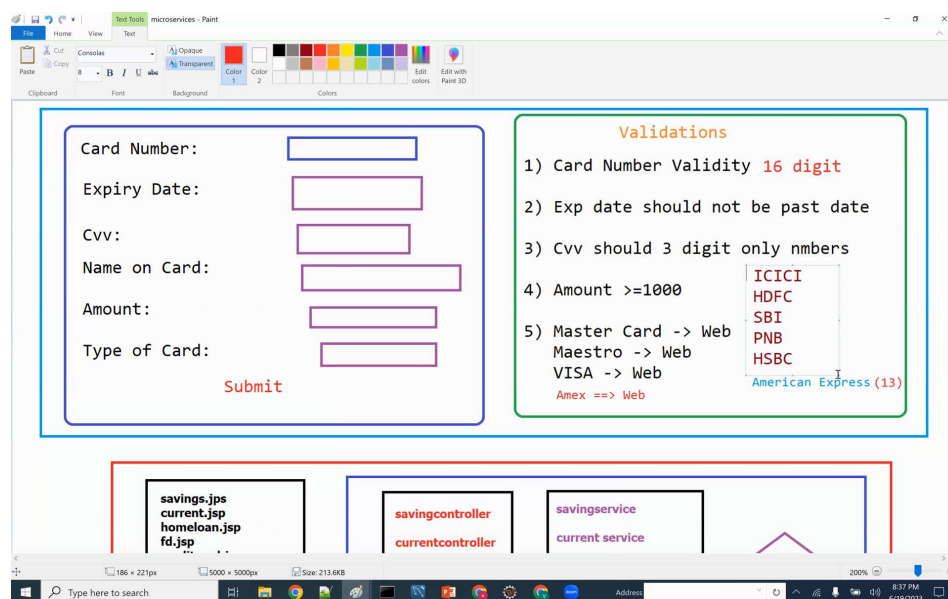 Text Tools
microservices - Paint
File
Home
View
Text
Paste
Cut
Copy
Clipboard
Consolas
8
B I U abc
Font
Opaque
Transparent
Background
Color 1
Color 2
Colors
Edit colors
Edit with Paint 3D
Card Number:
Expiry Date:
Cvv:
Name on Card:
Amount:
Type of Card:
Submit
Validations
1) Card Number Validity 16 digit
2) Exp date should not be past date
3) Cvv should 3 digit only nmbers
4) Amount >=1000
5) Master Card -> Web
Maestro -> Web
VISA -> Web
Amex ==> Web
ICICI
HDFC
SBI
PNB
HSBC
American Express (13)
savings.jps
current.jsp
homeloan.jsp
fd.jsp
savingcontroller
currentcontroller
savingservice
current service
186 × 221px
5000 × 5000px
Size: 213.6KB
200%
Type here to search
Address
8:37 PM
6/19/2023